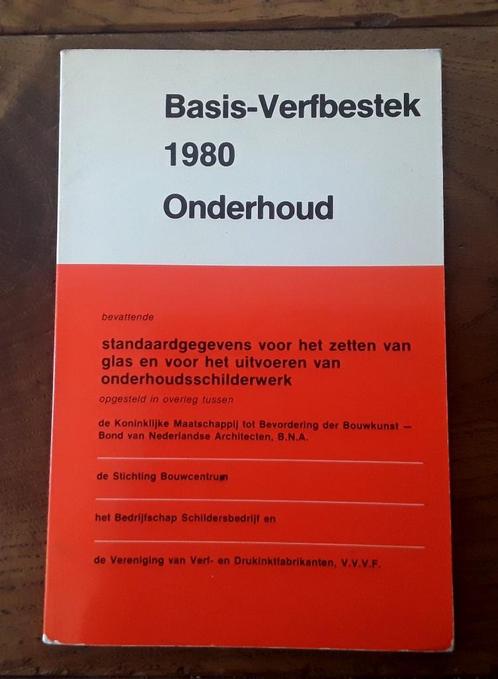 Basis-Verfbestek
1980
Onderhoud
bevattende
standaardgegevens voor het zetten van
glas en voor het uitvoeren van
onderhoudsschilderwerk
opgesteld in overleg tussen
de Koninklijke Maatschappij tot Bevordering der Bouwkunst —
Bond van Nederlandse Architecten, B.N.A.
de Stichting Bouwcentrum
het Bedrijfschap Schildersbedrijf en
de Vereniging van Verf- en Drukinktfabrikanten, V.V.V.F.